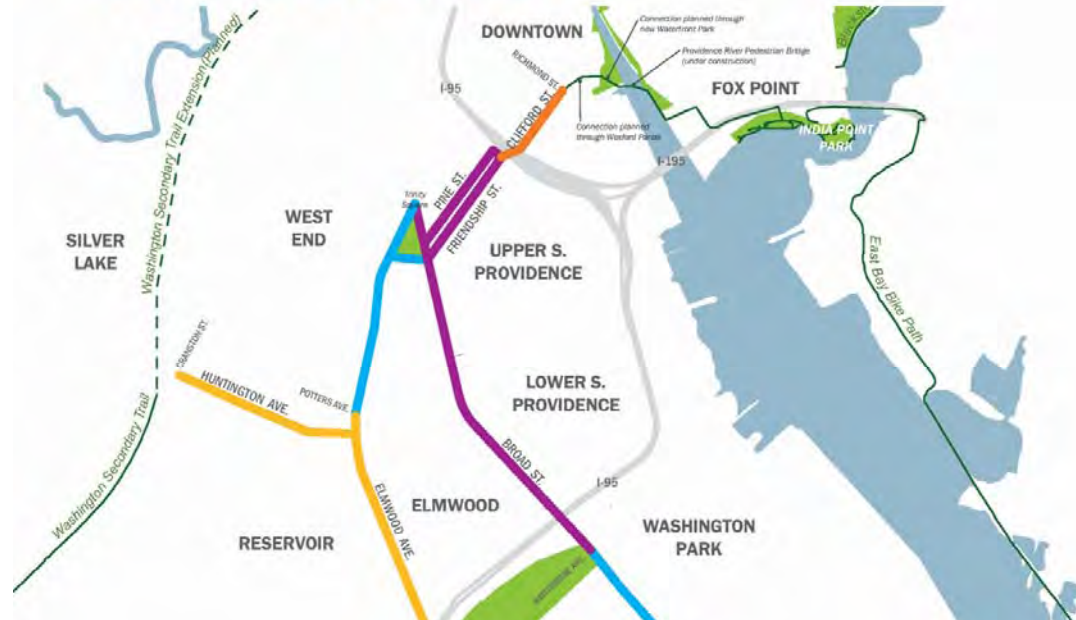 DOWNTOWN
Connection planned through
new Waterfront Park
Providence River Pedestrian Bridge
(under construction)
RICHMOND ST.
I-95
CLIFFORD ST.
Connection planned
through Woxford Parcels
FOX POINT
INDIA POINT
PARK
I-195
Washington Secondary Trail Extension (Planned)
PINE ST.
FRIENDSHIP ST.
Trinity
Square
WEST
END
SILVER
LAKE
UPPER S.
PROVIDENCE
East Bay Bike Path
CRANSTON ST.
HUNTINGTON AVE.
POTTERS AVE.
LOWER S.
PROVIDENCE
Washington Secondary Trail
BROAD ST.
I-95
ELMWOOD
ELMWOOD AVE.
RESERVOIR
WASHINGTON
PARK